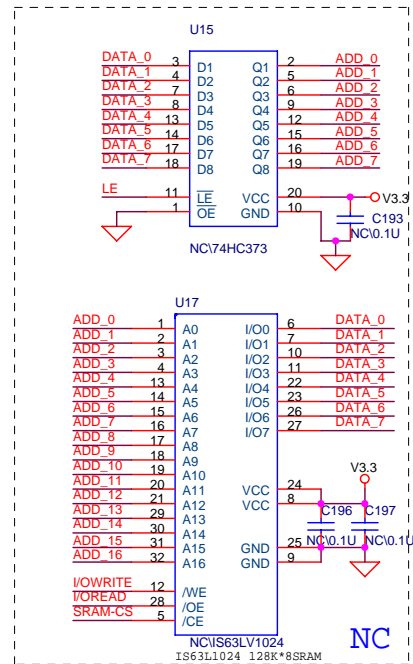 U15
DATA_0 3 D1 Q1 2 ADD_0
DATA_1 4 D2 Q2 5 ADD_1
DATA_2 7 D3 Q3 6 ADD_2
DATA_3 8 D4 Q4 9 ADD_3
DATA_4 13 D5 Q5 12 ADD_4
DATA_5 14 D6 Q6 15 ADD_5
DATA_6 17 D7 Q7 16 ADD_6
DATA_7 18 D8 Q8 19 ADD_7
LE 11 LE VCC 20 V3.3
1 OE GND 10
C193
NC\0.1U
NC\74HC373
U17
ADD_0 1 A0 I/O0 6 DATA_0
ADD_1 2 A1 I/O1 7 DATA_1
ADD_2 3 A2 I/O2 10 DATA_2
ADD_3 4 A3 I/O3 11 DATA_3
ADD_4 13 A4 I/O4 22 DATA_4
ADD_5 14 A5 I/O5 23 DATA_5
ADD_6 15 A6 I/O6 26 DATA_6
ADD_7 16 A7 I/O7 27 DATA_7
ADD_8 17 A8
ADD_9 18 A9
ADD_10 19 A10
ADD_11 20 A11 VCC 24 V3.3
ADD_12 21 A12 VCC 8
ADD_13 29 A13
C196 C197
ADD_14 30 A14
ADD_15 31 A15 GND 25 NC\0.1U NC\0.1U
ADD_16 32 A16 GND 9
I/OWRITE 12 /WE
I/OREAD 28 /OE
SRAM-CS 5 /CE
NC\IS63LV1024
IS63L1024 128K*8SRAM
NC